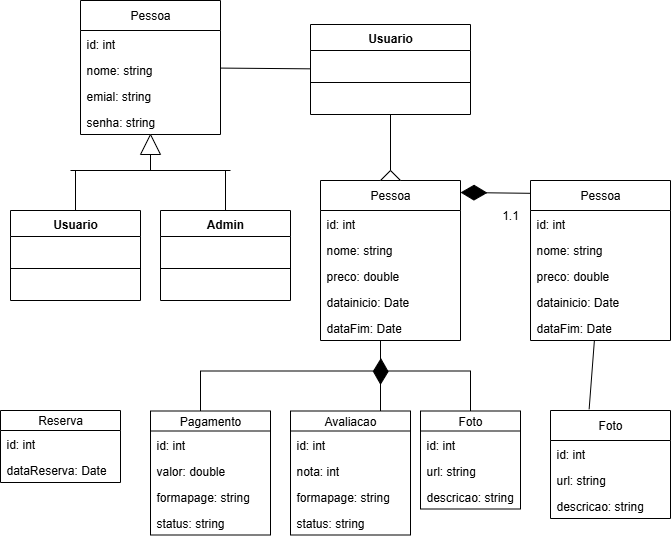 Pessoa
id: int
nome: string
emial: string
senha: string
Usuario
Usuario
Admin
Pessoa
id: int
nome: string
preco: double
datainicio: Date
dataFim: Date
1.1
Pessoa
id: int
nome: string
preco: double
datainicio: Date
dataFim: Date
Reserva
id: int
dataReserva: Date
Pagamento
id: int
valor: double
formapage: string
status: string
Avaliacao
id: int
nota: int
formapage: string
status: string
Foto
id: int
url: string
descricao: string
Foto
id: int
url: string
descricao: string